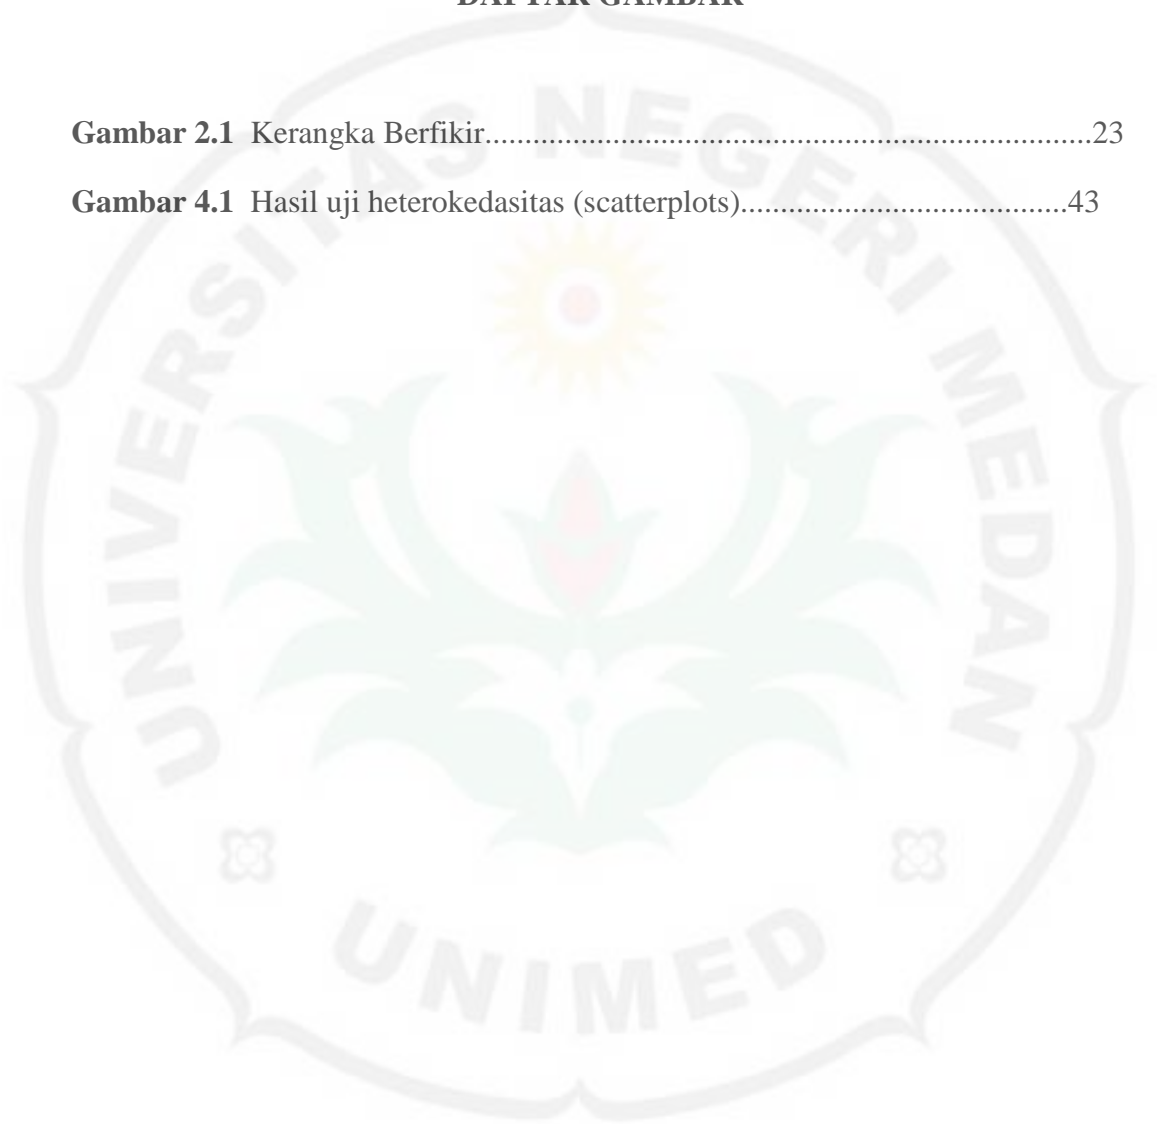 DAFTAR GAMBAR
Gambar 2.1 Kerangka Berfikir...........................................................................23
Gambar 4.1 Hasil uji heterokedasitas (scatterplots)........................................43
UNIVERSITAS NEGERI MEDAN
UNIMED